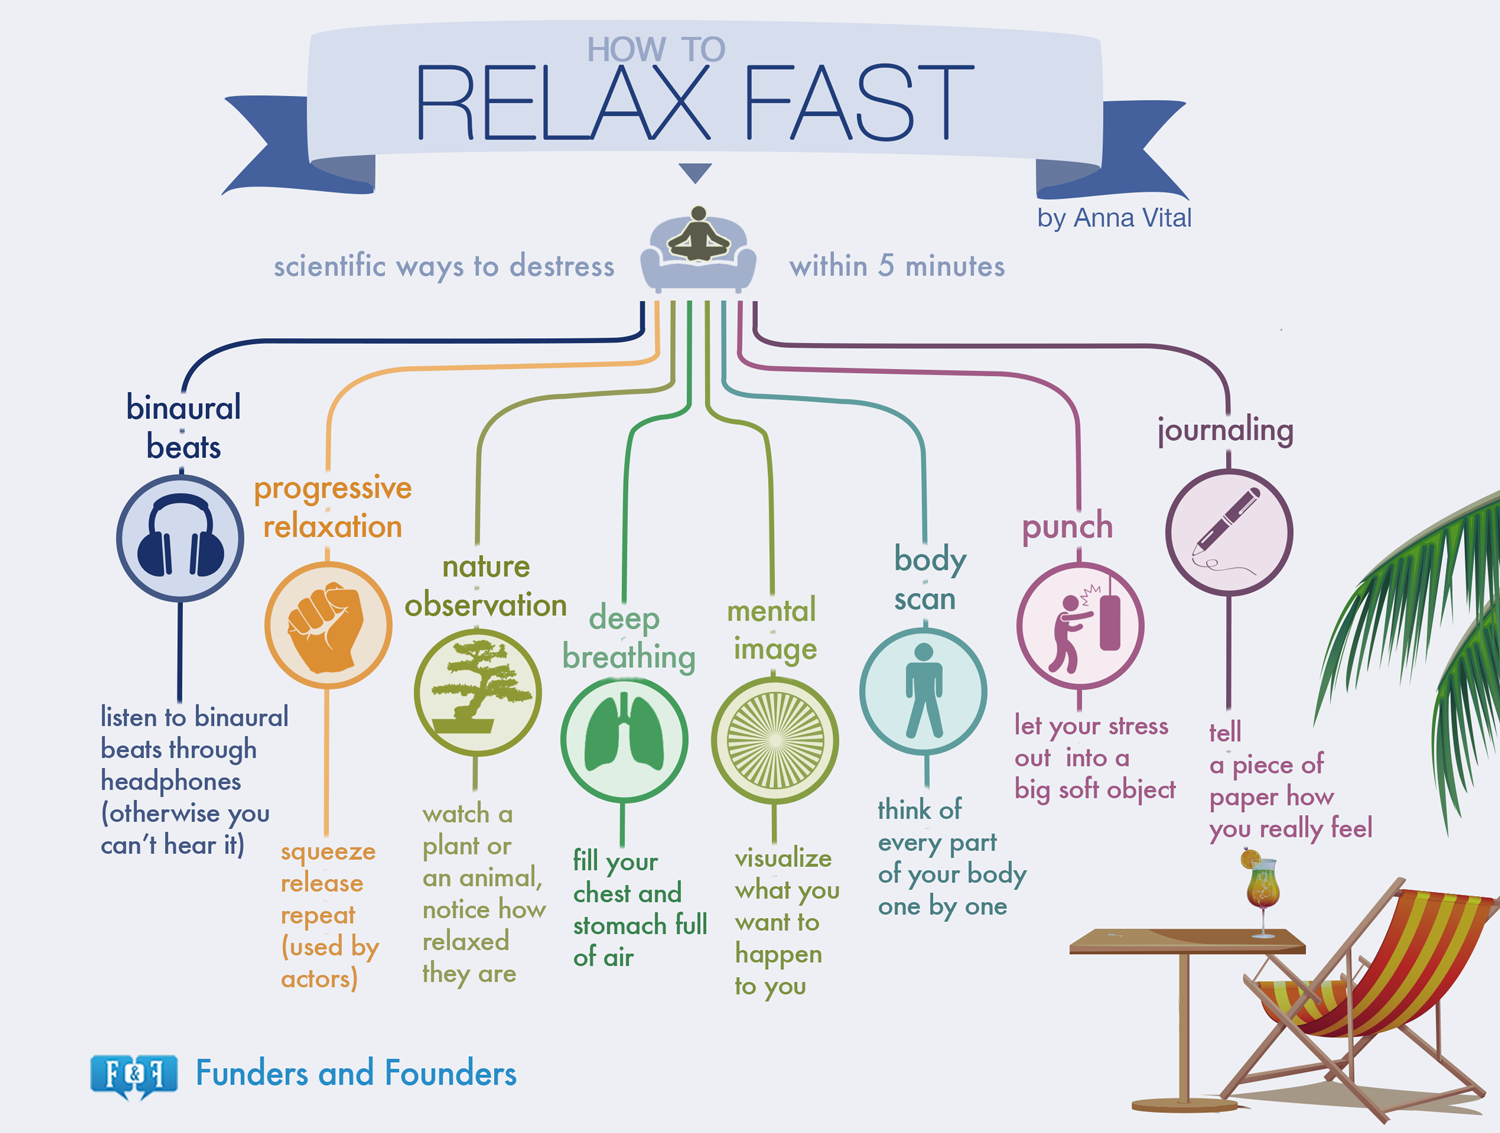 HOW TO
RELAX FAST
by Anna Vital
scientific ways to destress
within 5 minutes
binaural
beats
listen to binaural
beats through
headphones
(otherwise you
can't hear it)
progressive
relaxation
squeeze
release
repeat
(used by
actors)
nature
observation
watch a
plant or
an animal,
notice how
relaxed
they are
deep
breathing
fill your
chest and
stomach full
of air
mental
image
visualize
what you
want to
happen
to you
body
scan
think of
every part
of your body
one by one
punch
let your stress
out into a
big soft object
journaling
tell
a piece of
paper how
you really feel
F&F
Funders and Founders